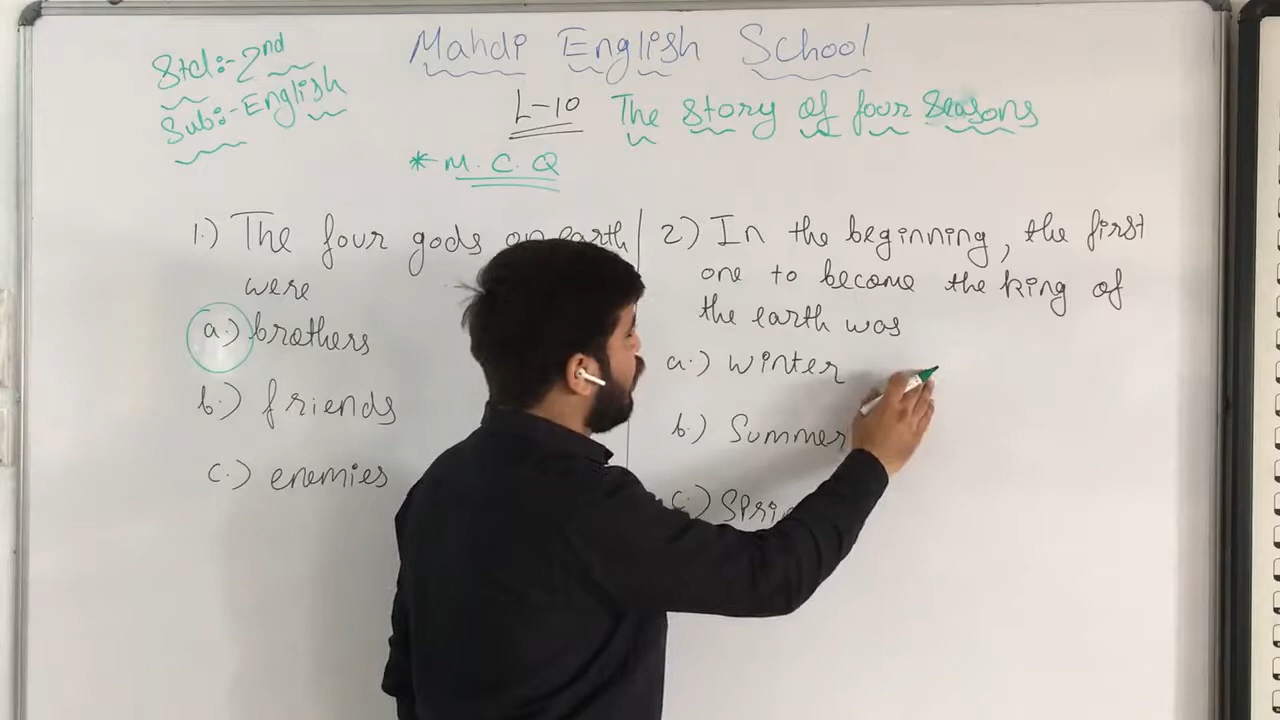 Mahdi English School
Std:- 2nd
Sub:- English
L-10 The Story of four Seasons
* M. C. Q
1.) The four gods on earth
were
a.) brothers
b.) friends
c.) enemies
2.) In the beginning, the first
one to become the king of
the earth was
a.) winter
b.) Summer
c.)